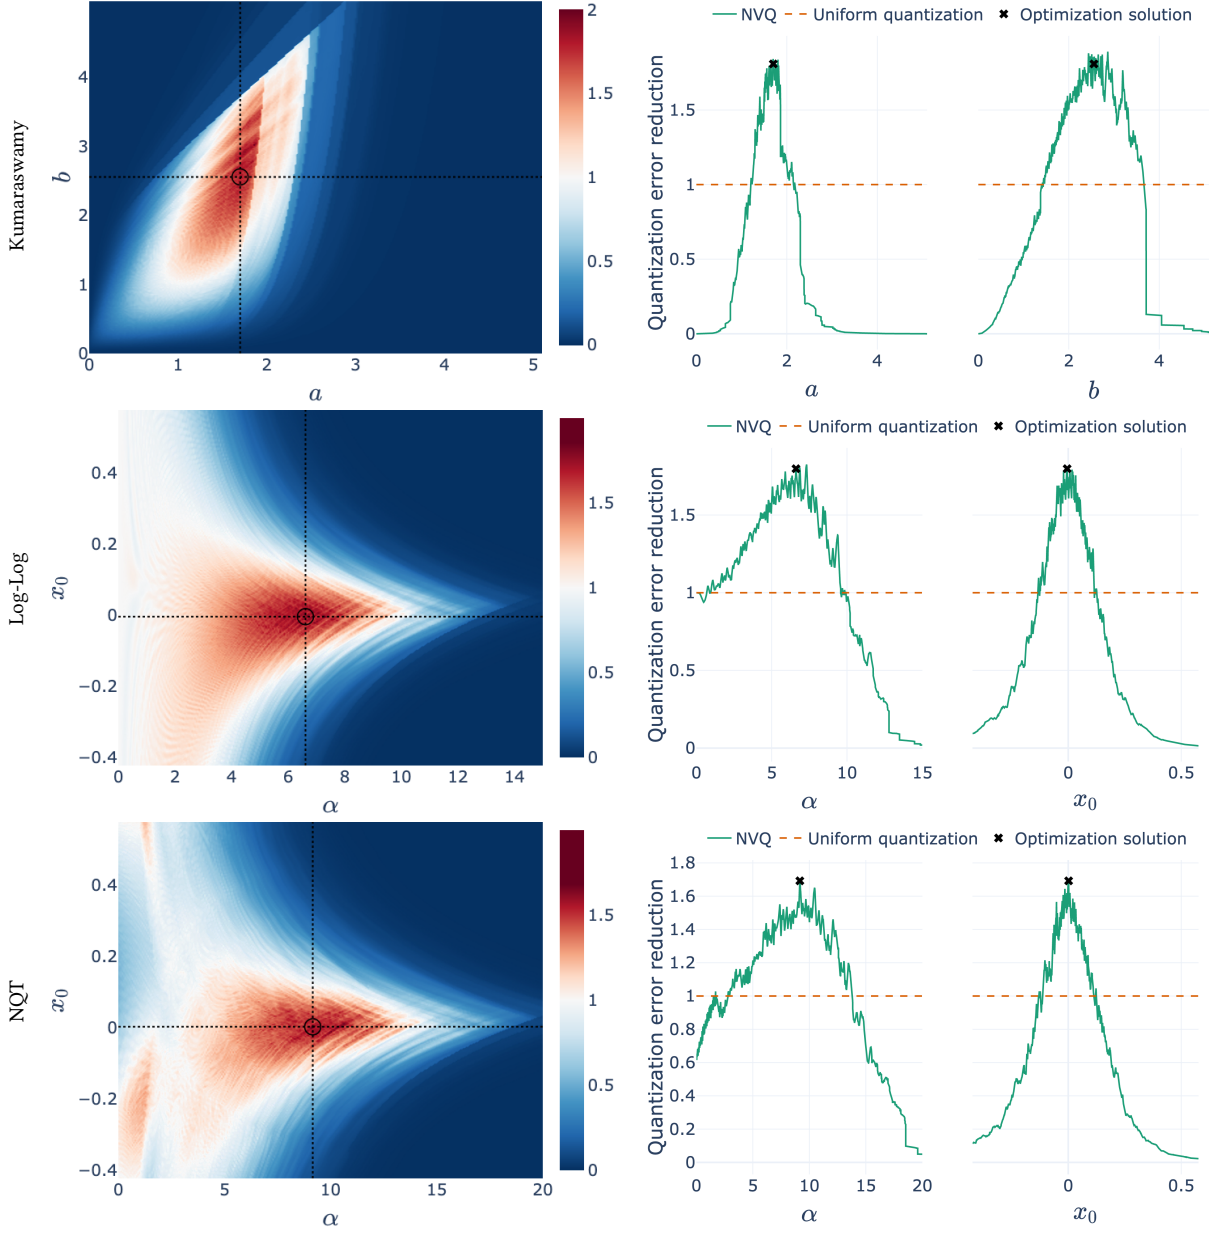 Kumaraswamy
b
4
3
2
1
0
0 1 2 3 4 5
a
2
1.5
1
0.5
0
NVQ Uniform quantization Optimization solution
Quantization error reduction
1.5
1
0.5
0
0 2 4
a
0 2 4
b
Log-Log
x0
0.4
0.2
0
−0.2
−0.4
0 2 4 6 8 10 12 14
α
1.5
1
0.5
0
NVQ Uniform quantization Optimization solution
Quantization error reduction
1.5
1
0.5
0
0 5 10 15
α
0 0.5
x0
NQT
x0
0.4
0.2
0
−0.2
−0.4
0 5 10 15 20
α
1.5
1
0.5
0
NVQ Uniform quantization Optimization solution
Quantization error reduction
1.8
1.6
1.4
1.2
1
0.8
0.6
0.4
0.2
0
0 5 10 15 20
α
0 0.5
x0